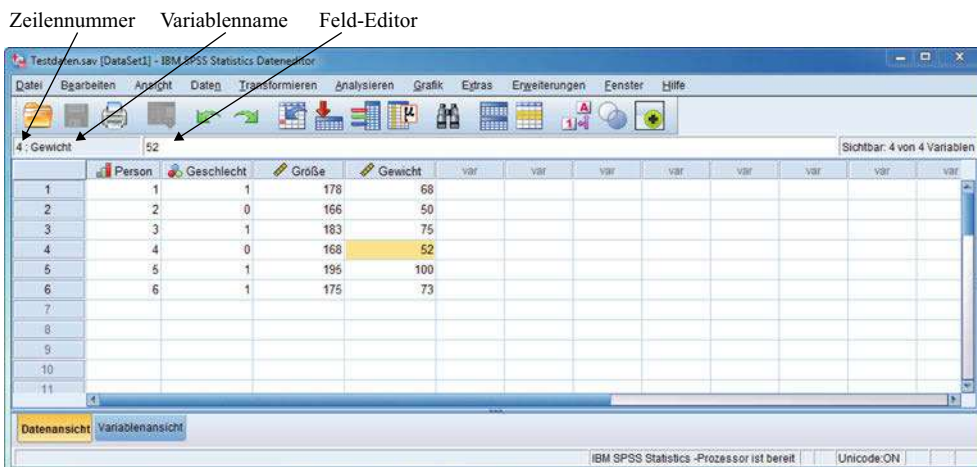 Zeilennummer Variablenname Feld-Editor
Testdaten.sav [DataSet1] - IBM SPSS Statistics Dateneditor
Datei Bearbeiten Ansicht Daten Transformieren Analysieren Grafik Extras Erweiterungen Fenster Hilfe
4 : Gewicht 52 Sichtbar: 4 von 4 Variablen
Person Geschlecht Größe Gewicht var var var var var var var
1 1 1 178 68
2 2 0 166 50
3 3 1 183 75
4 4 0 168 52
5 5 1 195 100
6 6 1 175 73
7
8
9
10
11
Datenansicht Variablenansicht
IBM SPSS Statistics -Prozessor ist bereit Unicode:ON